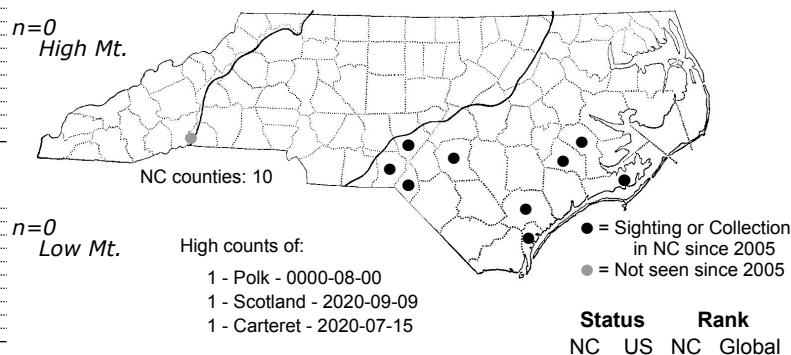 n=0
High Mt.
NC counties: 10
n=0
Low Mt.
High counts of:
1 - Polk - 0000-08-00
1 - Scotland - 2020-09-09
1 - Carteret - 2020-07-15
● = Sighting or Collection
in NC since 2005
● = Not seen since 2005
Status Rank
NC US NC Global